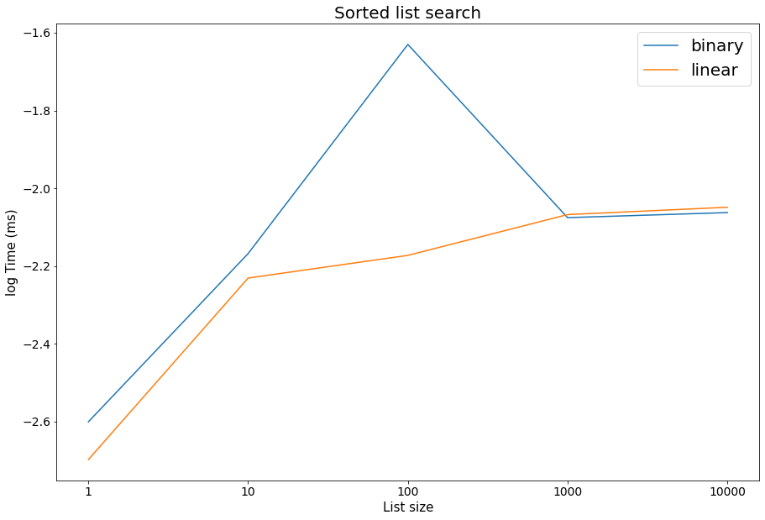 Sorted list search
binary
linear
−1.6
−1.8
−2.0
−2.2
−2.4
−2.6
log Time (ms)
1 10 100 1000 10000
List size